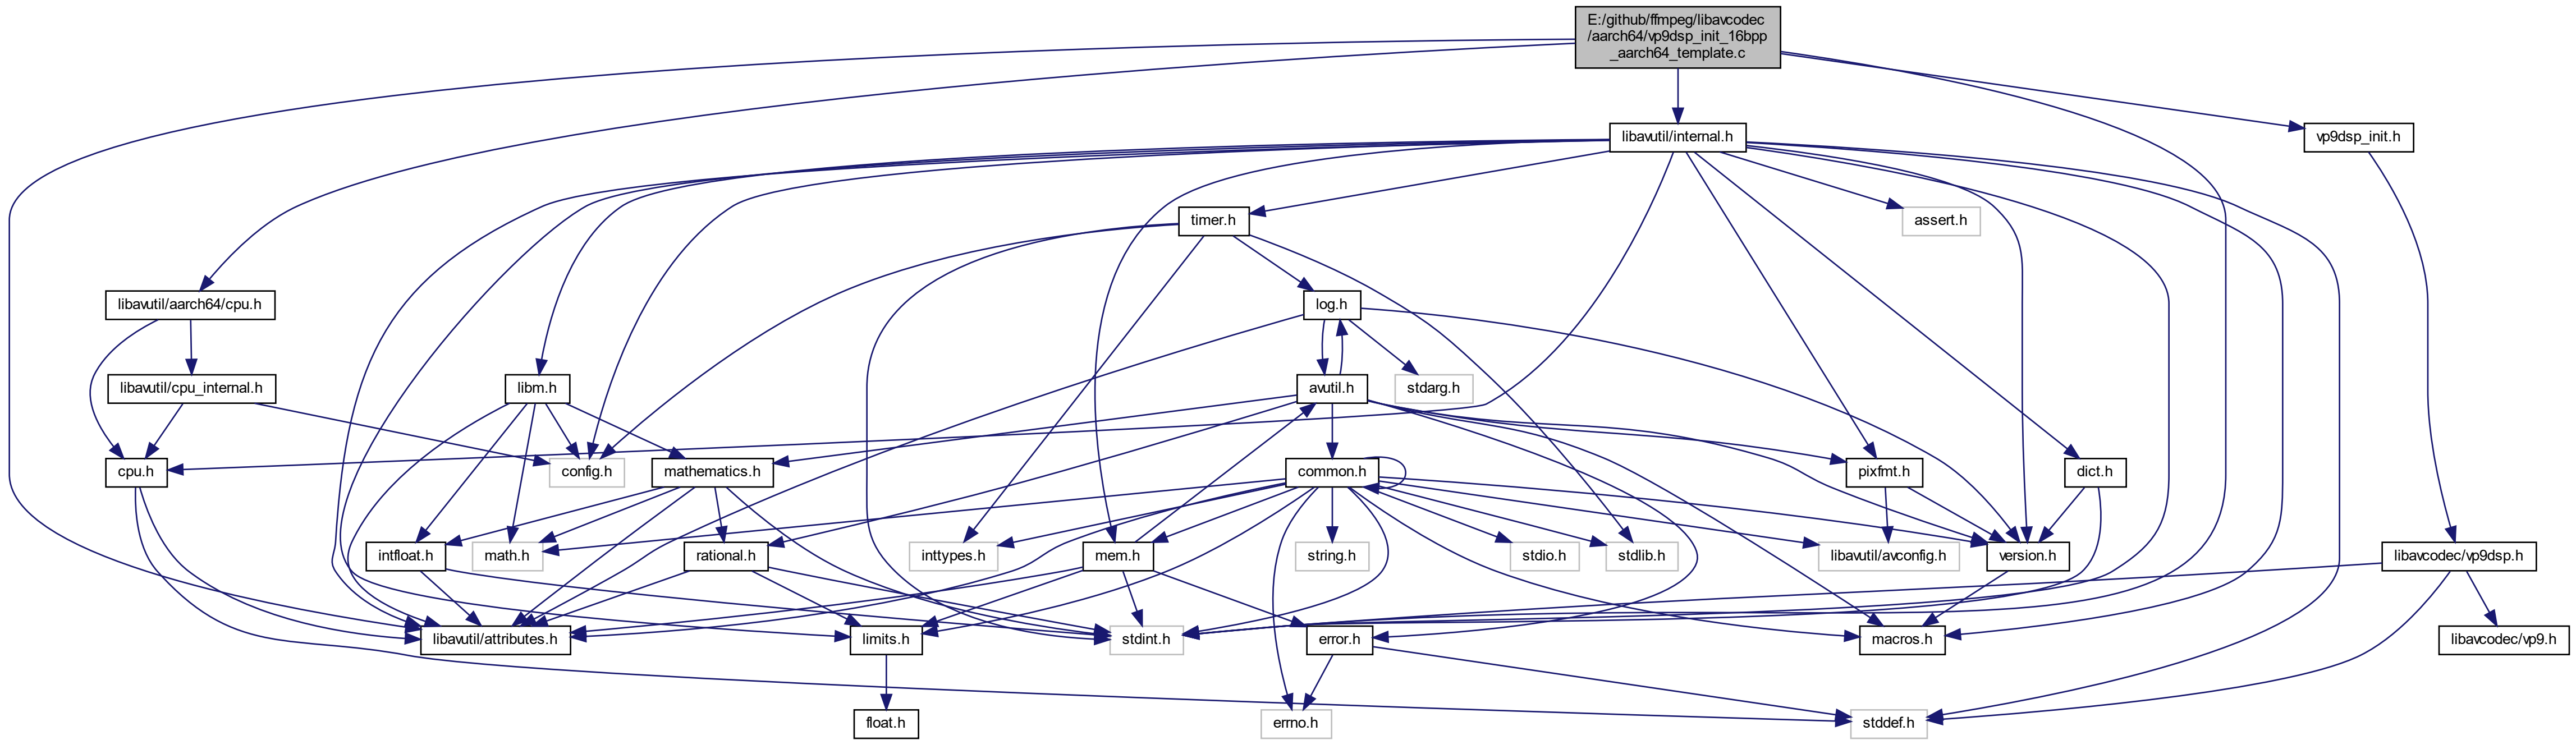 E:/github/ffmpeg/libavcodec
/aarch64/vp9dsp_init_16bpp
_aarch64_template.c
libavutil/internal.h
vp9dsp_init.h
timer.h
assert.h
libavutil/aarch64/cpu.h
log.h
libavutil/cpu_internal.h
libm.h
avutil.h
stdarg.h
cpu.h
config.h
mathematics.h
common.h
pixfmt.h
dict.h
intfloat.h
math.h
rational.h
inttypes.h
mem.h
string.h
stdio.h
stdlib.h
libavutil/avconfig.h
version.h
libavcodec/vp9dsp.h
libavutil/attributes.h
limits.h
stdint.h
error.h
macros.h
libavcodec/vp9.h
float.h
errno.h
stddef.h